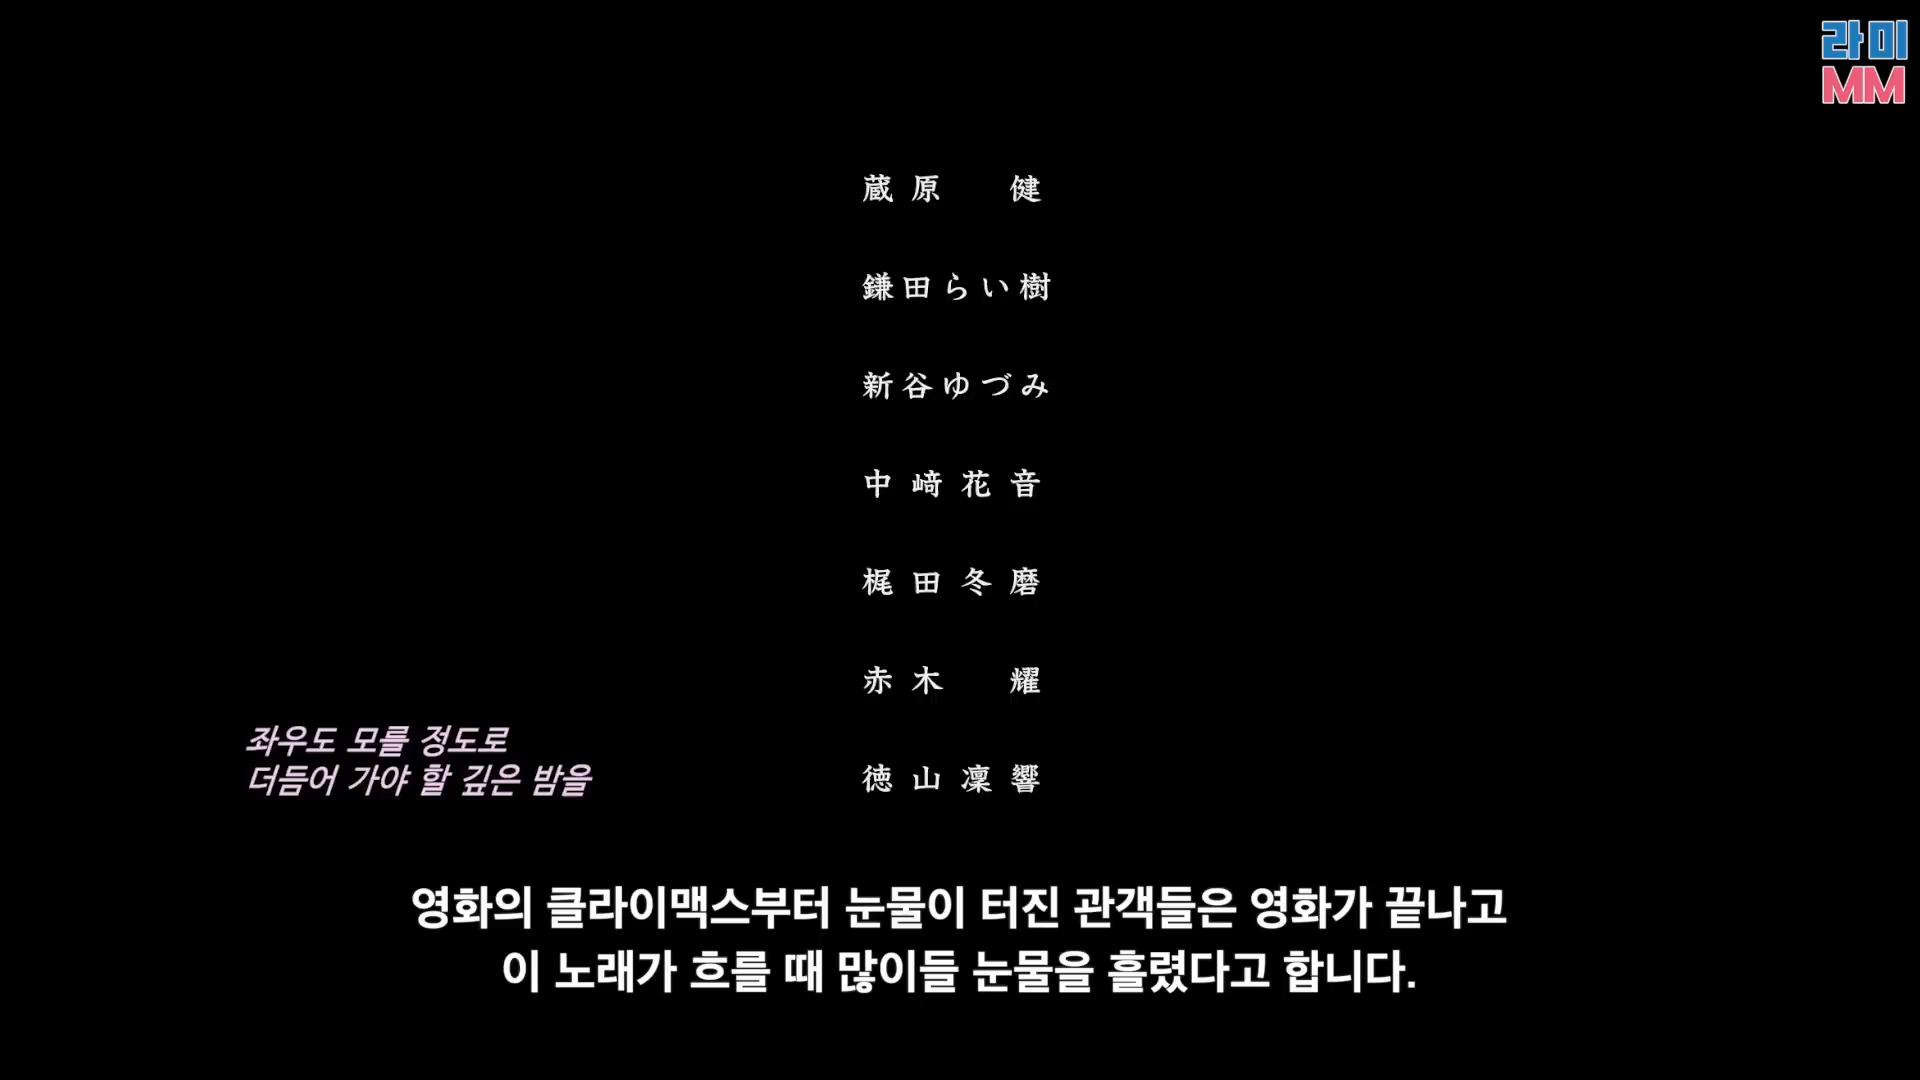 라미
MM
蔵原 健
鎌田らい樹
新谷ゆづみ
中﨑花音
梶田冬磨
赤木 耀
徳山凜響
좌우도 모를 정도로
더듬어 가야 할 깊은 밤을
영화의 클라이맥스부터 눈물이 터진 관객들은 영화가 끝나고
이 노래가 흐를 때 많이들 눈물을 흘렸다고 합니다.